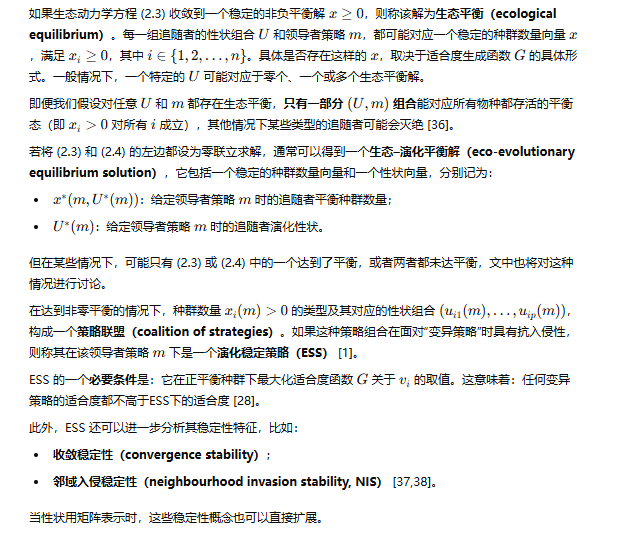 如果生态动力学方程 (2.3) 收敛到一个稳定的非负平衡解 x ≥ 0，则称该解为生态平衡（ecological
equilibrium）。每一组追随者的性状组合 U 和领导者策略 m，都可能对应一个稳定的种群数量向量 x
，满足 xᵢ ≥ 0，其中 i ∈ {1, 2, …, n}。具体是否存在这样的 x，取决于适合度生成函数 G 的具体形
式。一般情况下，一个特定的 U 可能对应于零个、一个或多个生态平衡解。
即便我们假设对任意 U 和 m 都存在生态平衡，只有一部分 (U, m) 组合能对应所有物种都存活的平衡
态（即 xᵢ > 0 对所有 i 成立），其他情况下某些类型的追随者可能会灭绝 [36]。
若将 (2.3) 和 (2.4) 的左边都设为零联立求解，通常可以得到一个生态–演化平衡解（eco-evolutionary
equilibrium solution），它包括一个稳定的种群数量向量和一个性状向量，分别记为：
• x*(m, U*(m))：给定领导者策略 m 时的追随者平衡种群数量；
• U*(m)：给定领导者策略 m 时的追随者演化性状。
但在某些情况下，可能只有 (2.3) 或 (2.4) 中的一个达到了平衡，或者两者都未达平衡，文中也将对这种
情况进行讨论。
在达到非零平衡的情况下，种群数量 xᵢ(m) > 0 的类型及其对应的性状组合 (uᵢ₁(m), …, uᵢₚ(m))，
构成一个策略联盟（coalition of strategies）。如果这种策略组合在面对“变异策略”时具有抗入侵性，
则称其在该领导者策略 m 下是一个演化稳定策略（ESS） [1]。
ESS 的一个必要条件是：它在正平衡种群下最大化适合度函数 G 关于 vᵢ 的取值。这意味着：任何变异
策略的适合度都不高于ESS下的适合度 [28]。
此外，ESS 还可以进一步分析其稳定性特征，比如：
• 收敛稳定性（convergence stability）；
• 邻域入侵稳定性（neighbourhood invasion stability, NIS） [37,38]。
当性状用矩阵表示时，这些稳定性概念也可以直接扩展。